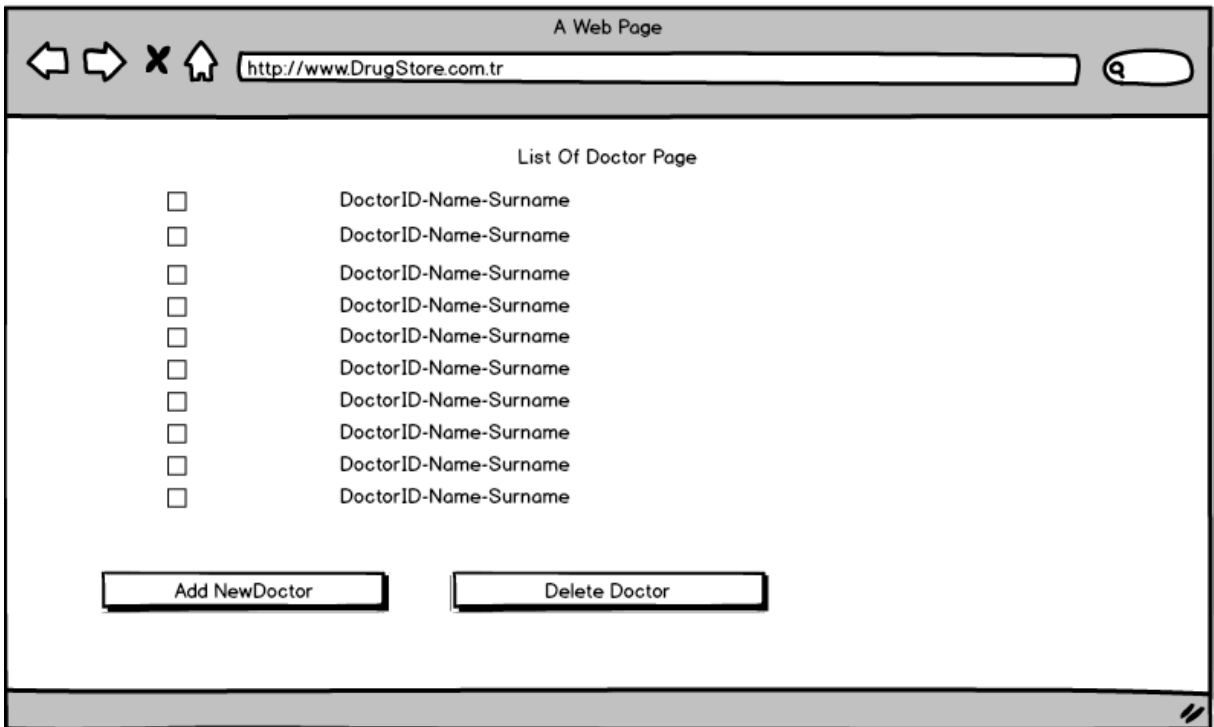 A Web Page
http://www.DrugStore.com.tr
List Of Doctor Page
DoctorID-Name-Surname
DoctorID-Name-Surname
DoctorID-Name-Surname
DoctorID-Name-Surname
DoctorID-Name-Surname
DoctorID-Name-Surname
DoctorID-Name-Surname
DoctorID-Name-Surname
DoctorID-Name-Surname
DoctorID-Name-Surname
Add NewDoctor
Delete Doctor